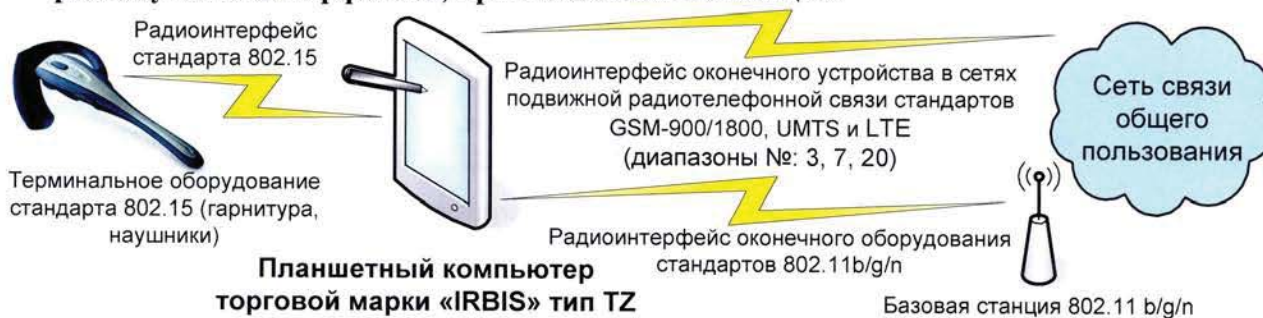 Радиоинтерфейс
стандарта 802.15
Радиоинтерфейс оконечного устройства в сетях
подвижной радиотелефонной связи стандартов
GSM-900/1800, UMTS и LTE
(диапазоны №: 3, 7, 20)
Сеть связи
общего
пользования
Терминальное оборудование
стандарта 802.15 (гарнитура,
наушники)
Радиоинтерфейс оконечного оборудования
стандартов 802.11b/g/n
Планшетный компьютер
торговой марки «IRBIS» тип TZ
Базовая станция 802.11 b/g/n